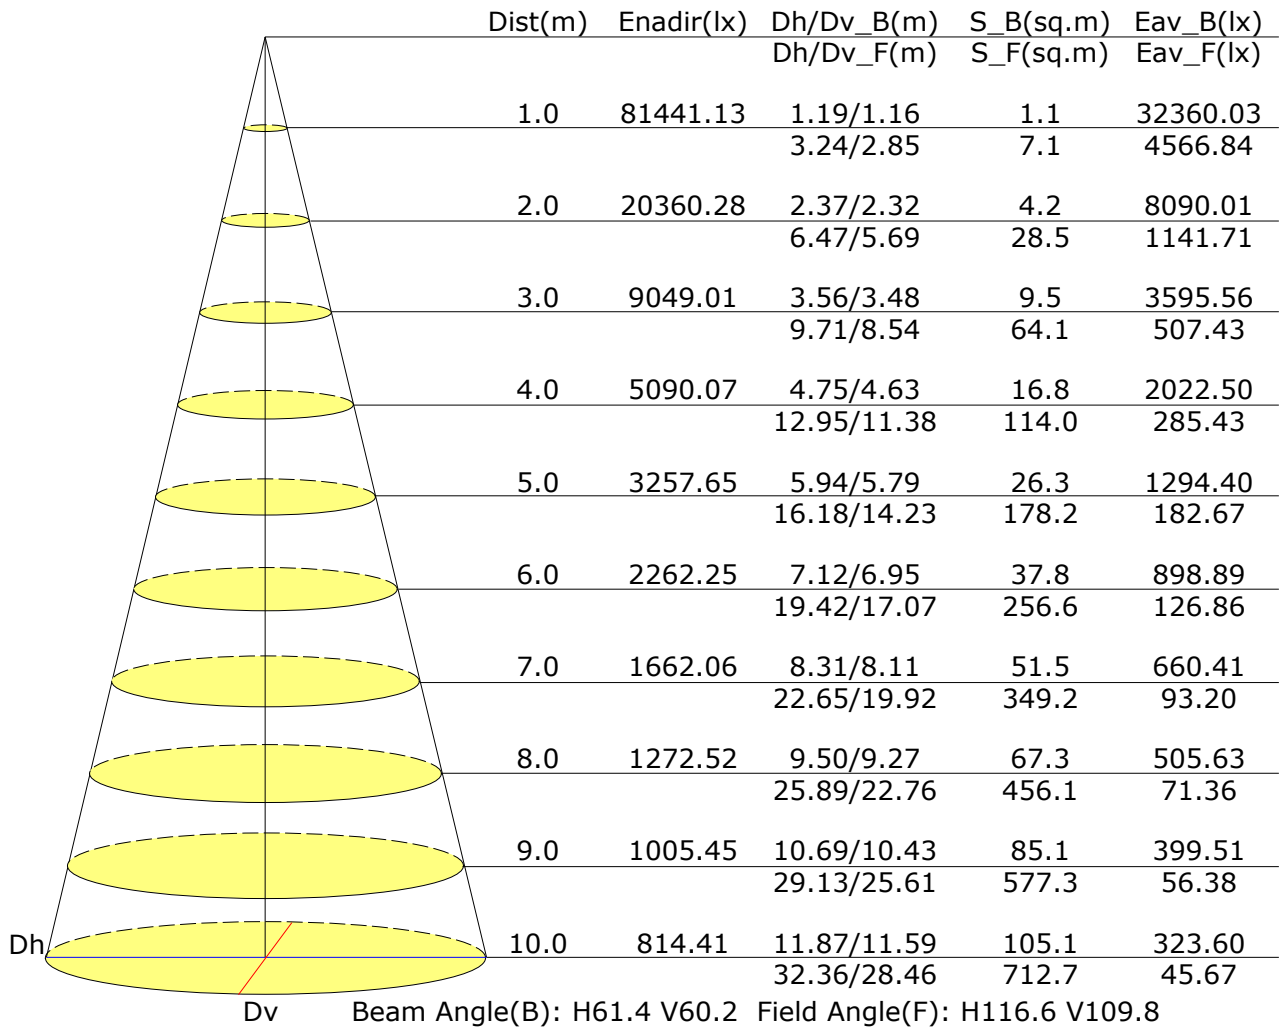 Dist(m) Enadir(lx) Dh/Dv_B(m) S_B(sq.m) Eav_B(lx)
Dh/Dv_F(m) S_F(sq.m) Eav_F(lx)
1.0 81441.13 1.19/1.16 1.1 32360.03
3.24/2.85 7.1 4566.84
2.0 20360.28 2.37/2.32 4.2 8090.01
6.47/5.69 28.5 1141.71
3.0 9049.01 3.56/3.48 9.5 3595.56
9.71/8.54 64.1 507.43
4.0 5090.07 4.75/4.63 16.8 2022.50
12.95/11.38 114.0 285.43
5.0 3257.65 5.94/5.79 26.3 1294.40
16.18/14.23 178.2 182.67
6.0 2262.25 7.12/6.95 37.8 898.89
19.42/17.07 256.6 126.86
7.0 1662.06 8.31/8.11 51.5 660.41
22.65/19.92 349.2 93.20
8.0 1272.52 9.50/9.27 67.3 505.63
25.89/22.76 456.1 71.36
9.0 1005.45 10.69/10.43 85.1 399.51
29.13/25.61 577.3 56.38
Dh 10.0 814.41 11.87/11.59 105.1 323.60
32.36/28.46 712.7 45.67
Dv Beam Angle(B): H61.4 V60.2 Field Angle(F): H116.6 V109.8